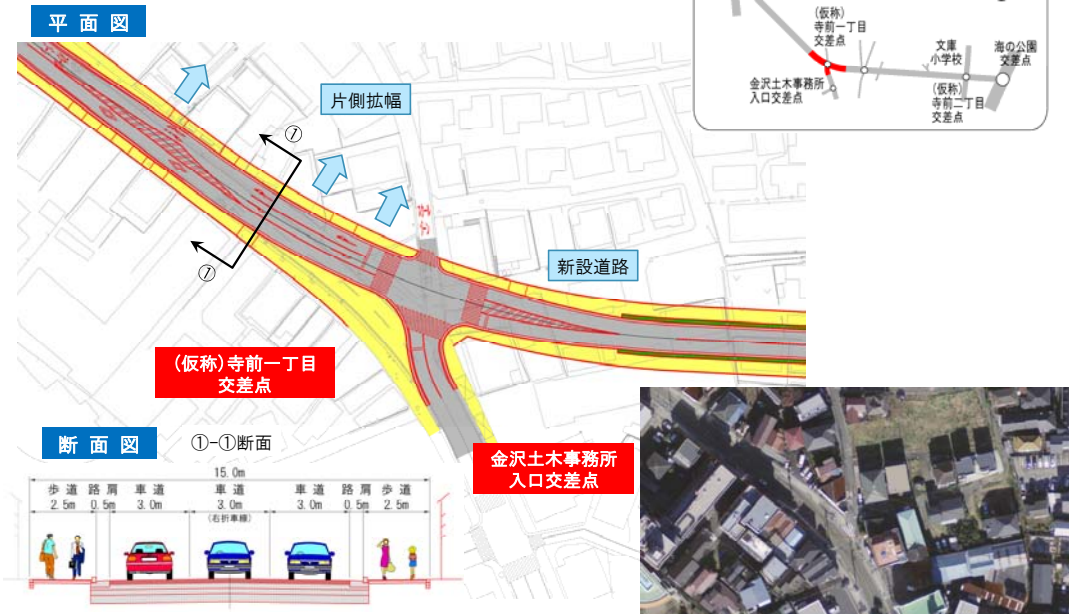 平面図
(仮称)
寺前一丁目
交差点
文庫
小学校
海の公園
交差点
金沢土木事務所
入口交差点
(仮称)
寺前二丁目
交差点
片側拡幅
①
①
新設道路
(仮称)寺前一丁目
交差点
金沢土木事務所
入口交差点
断面図
①-①断面
15.0m
歩道 路肩 車道 車道 車道 路肩 歩道
2.5m 0.5m 3.0m 3.0m 3.0m 0.5m 2.5m
(右折車線)